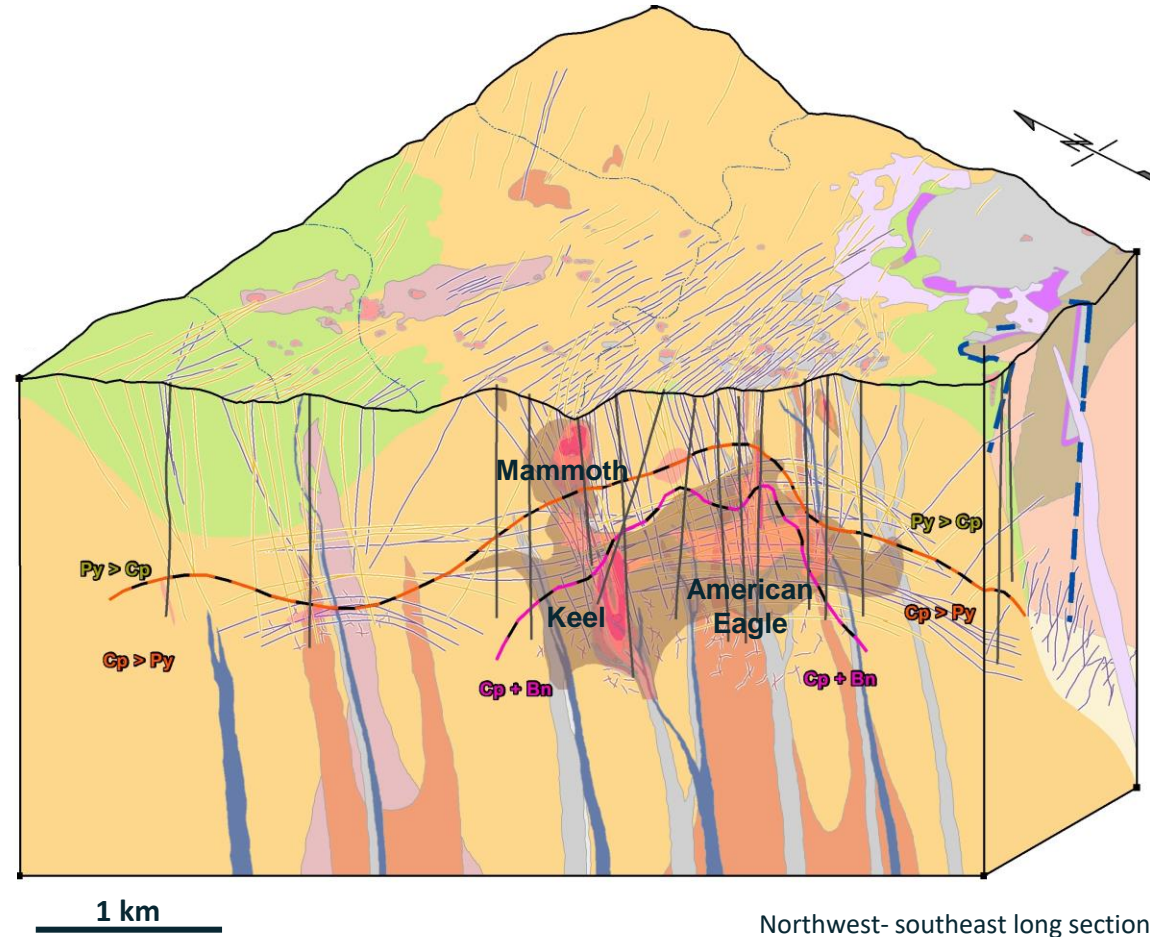 N
Mammoth
Py > Cp
Py > Cp
Keel
American
Eagle
Cp > Py
Cp > Py
Cp + Bn
Cp + Bn
1 km
Northwest- southeast long section